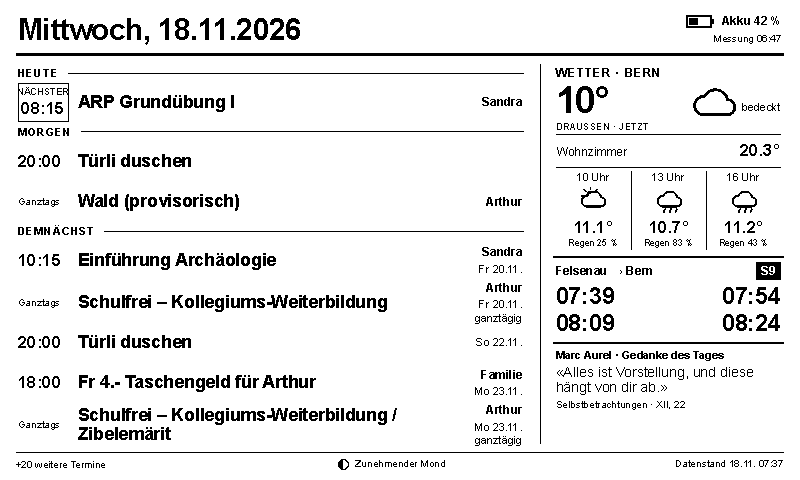 Mittwoch, 18.11.2026
Akku 42 %
Messung 06:47
HEUTE
NÄCHSTER
08:15
ARP Grundübung I
Sandra
MORGEN
20:00
Türli duschen
Ganztags
Wald (provisorisch)
Arthur
DEMNÄCHST
10:15
Einführung Archäologie
Sandra
Fr 20.11.
Ganztags
Schulfrei – Kollegiums-Weiterbildung
Arthur
Fr 20.11.
ganztägig
20:00
Türli duschen
So 22.11.
18:00
Fr 4.- Taschengeld für Arthur
Familie
Mo 23.11.
Ganztags
Schulfrei – Kollegiums-Weiterbildung /
Zibelemärit
Arthur
Mo 23.11.
ganztägig
WETTER · BERN
10°
bedeckt
DRAUSSEN · JETZT
Wohnzimmer
20.3°
10 Uhr
13 Uhr
16 Uhr
11.1°
10.7°
11.2°
Regen 25 %
Regen 83 %
Regen 43 %
Felsenau › Bern
S9
07:39
07:54
08:09
08:24
Marc Aurel · Gedanke des Tages
«Alles ist Vorstellung, und diese
hängt von dir ab.»
Selbstbetrachtungen · XII, 22
+20 weitere Termine
Zunehmender Mond
Datenstand 18.11. 07:37